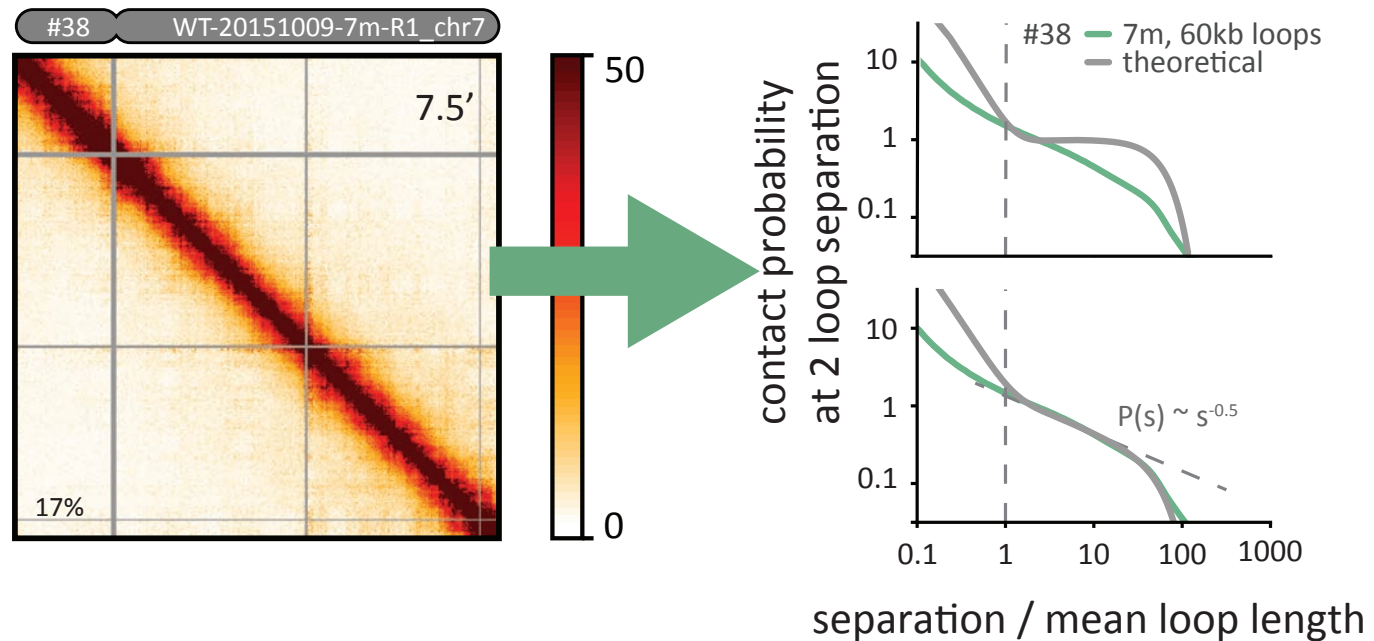 #38 WT-20151009-7m-R1_chr7
7.5’
17%
50
0
contact probability
at 2 loop separation
#38 7m, 60kb loops
theoretical
10
1
0.1
10
1
0.1
P(s) ~ s-0.5
0.1 1 10 100 1000
separation / mean loop length